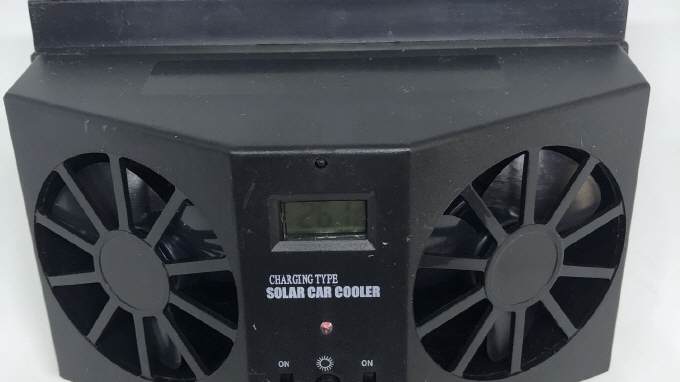 CHARGING TYPE
SOLAR CAR COOLER
ON ON